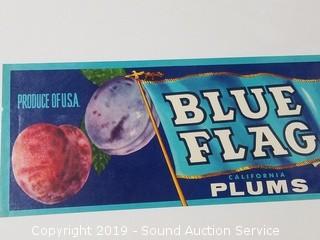 PRODUCE OF U.S.A.
BLUE
FLAG
CALIFORNIA
PLUMS
Copyright 2019 - Sound Auction Service